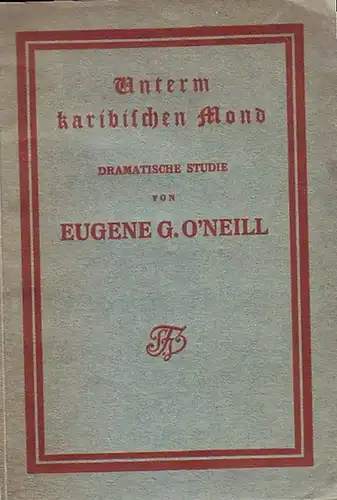 Unterm
karibischen Mond
DRAMATISCHE STUDIE
VON
EUGENE G. O'NEILL